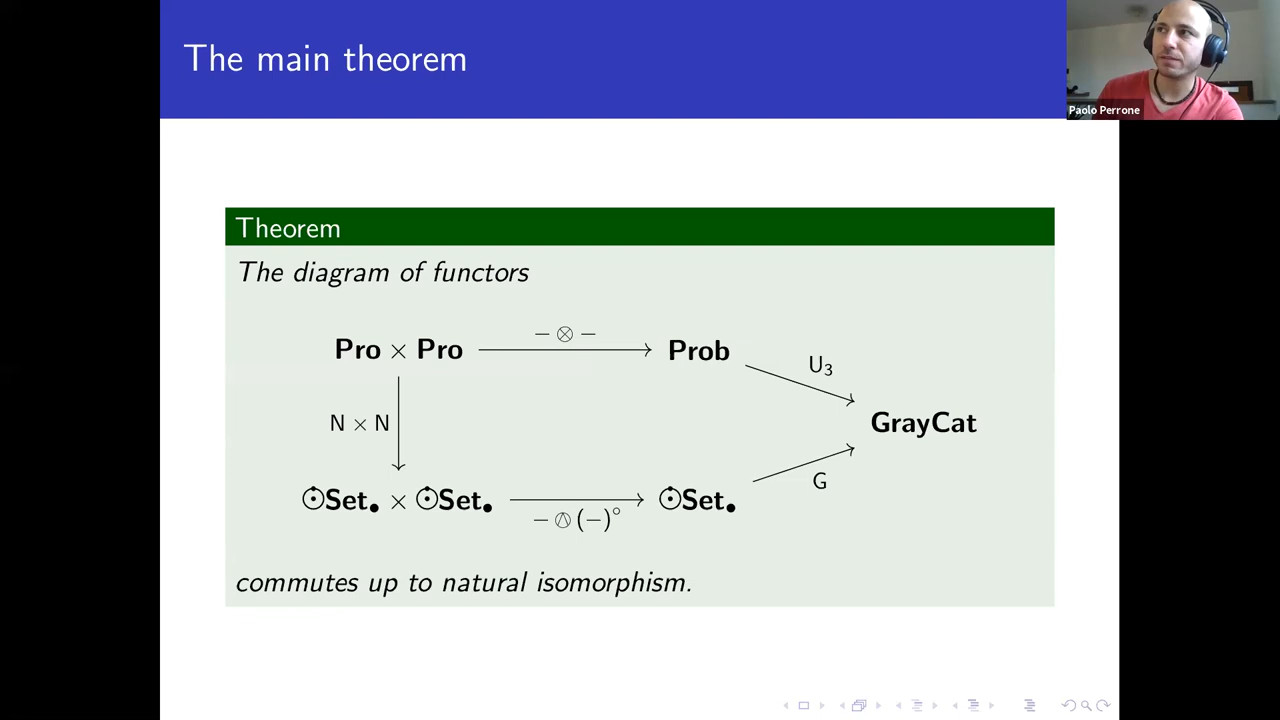 The main theorem
Paolo Perrone
Theorem
The diagram of functors
− ⊗ −
Pro × Pro
Prob
U₃
N × N
GrayCat
G
Set• × Set•
Set•
− (−)°
commutes up to natural isomorphism.